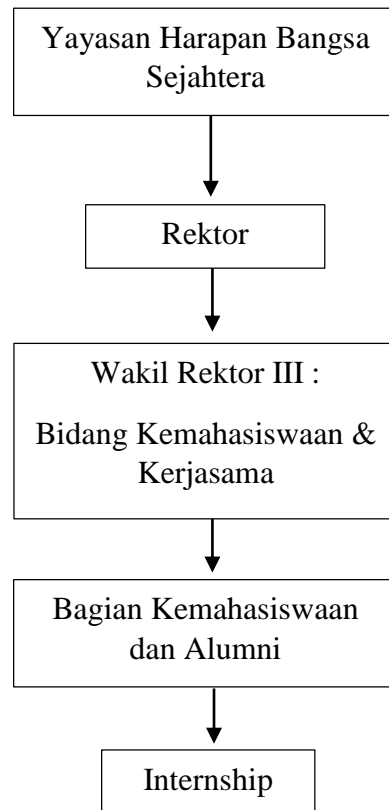 Yayasan Harapan Bangsa
Sejahtera
Rektor
Wakil Rektor III :
Bidang Kemahasiswaan &
Kerjasama
Bagian Kemahasiswaan
dan Alumni
Internship